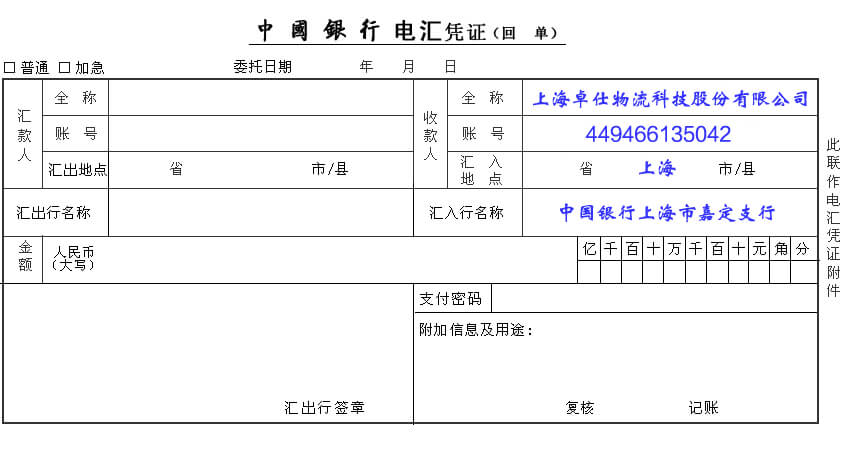 中國銀行电汇凭证（回 单）
□ 普通 □ 加急 委托日期 年 月 日
汇款人 全 称 收款人 全 称 上海卓仕物流科技股份有限公司
账 号 账 号 449466135042
汇出地点 省 市/县 汇 入 地 点 省 上海 市/县
汇出行名称 汇入行名称 中国银行上海市嘉定支行
金额 人民币（大写） 亿 千 百 十 万 千 百 十 元 角 分
支付密码
附加信息及用途：
汇出行签章 复核 记账
此联作电汇凭证附件